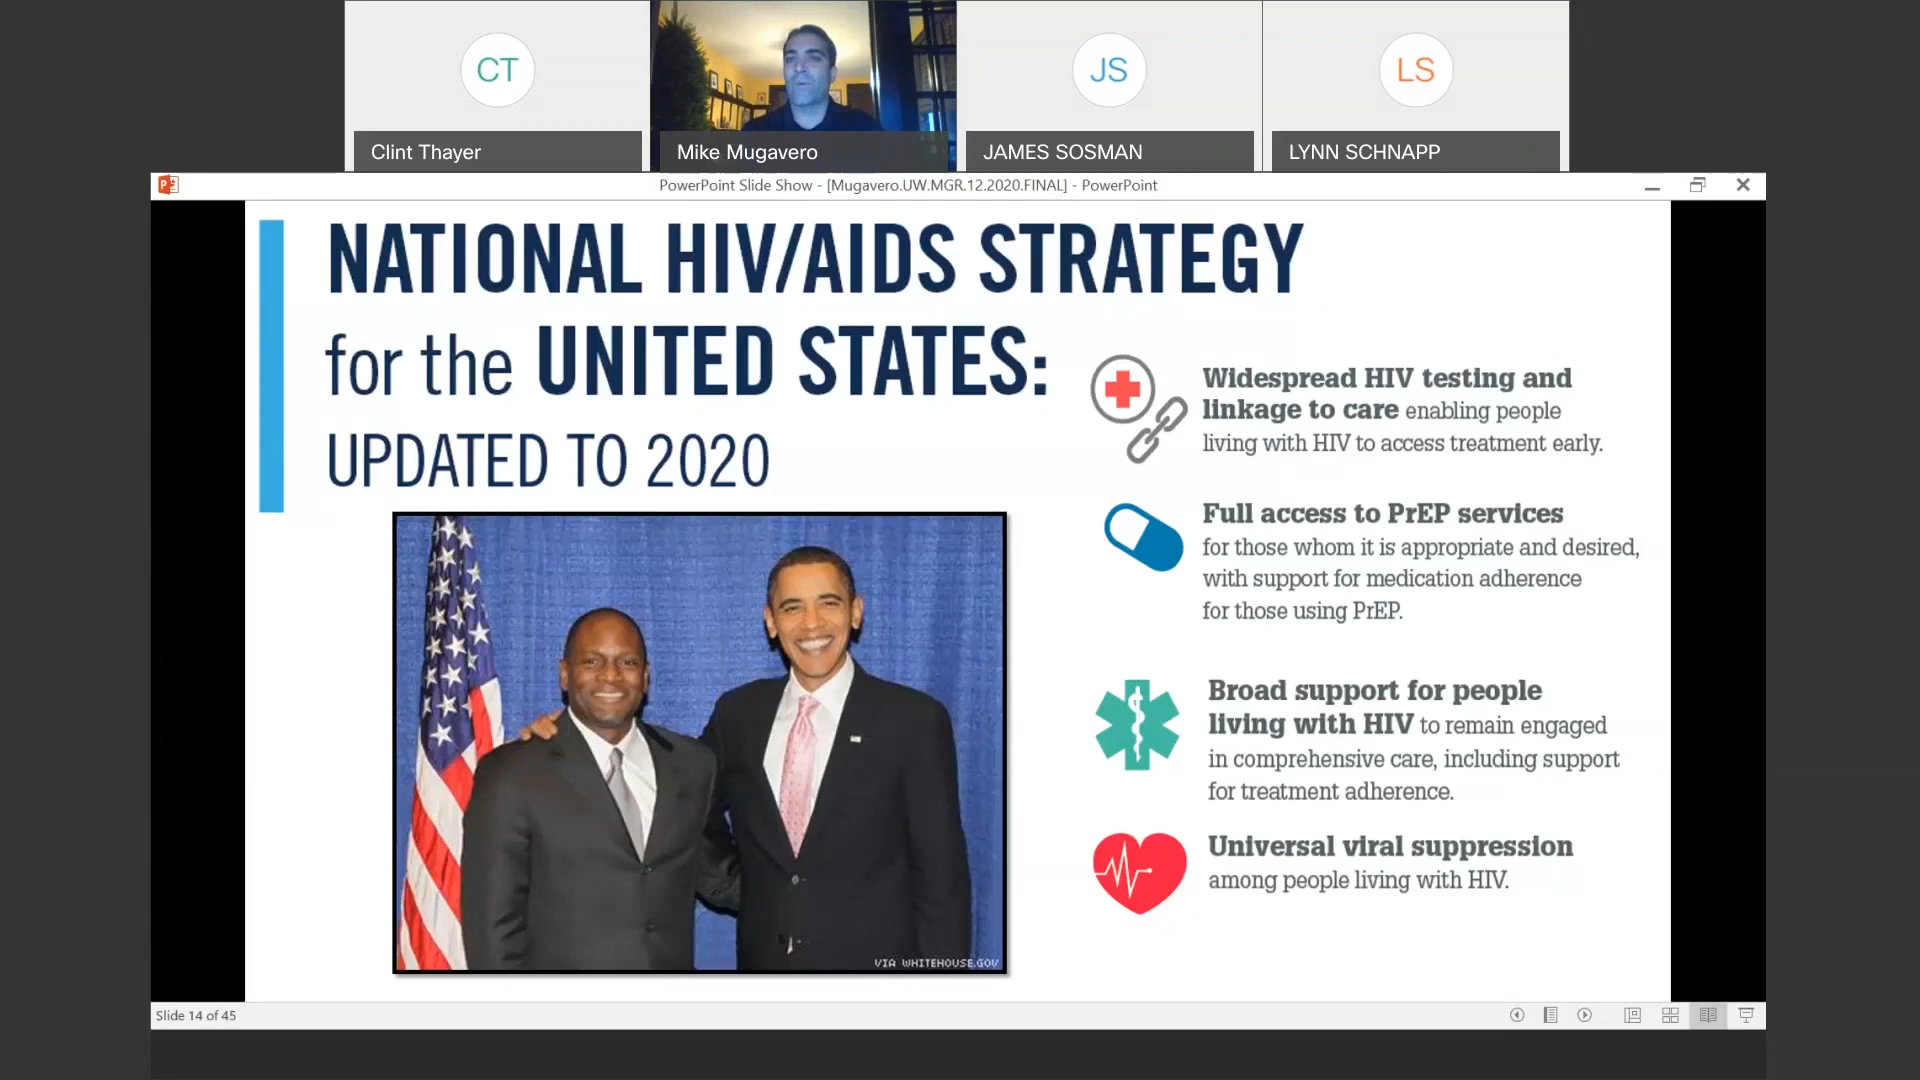 CT
JS
LS
Clint Thayer
Mike Mugavero
JAMES SOSMAN
LYNN SCHNAPP
PowerPoint Slide Show - [Mugavero.UW.MGR.12.2020.FINAL] - PowerPoint
NATIONAL HIV/AIDS STRATEGY
for the UNITED STATES:
UPDATED TO 2020
Widespread HIV testing and
linkage to care enabling people
living with HIV to access treatment early.
Full access to PrEP services
for those whom it is appropriate and desired,
with support for medication adherence
for those using PrEP.
Broad support for people
living with HIV to remain engaged
in comprehensive care, including support
for treatment adherence.
Universal viral suppression
among people living with HIV.
VIA WHITEHOUSE.GOV
Slide 14 of 45